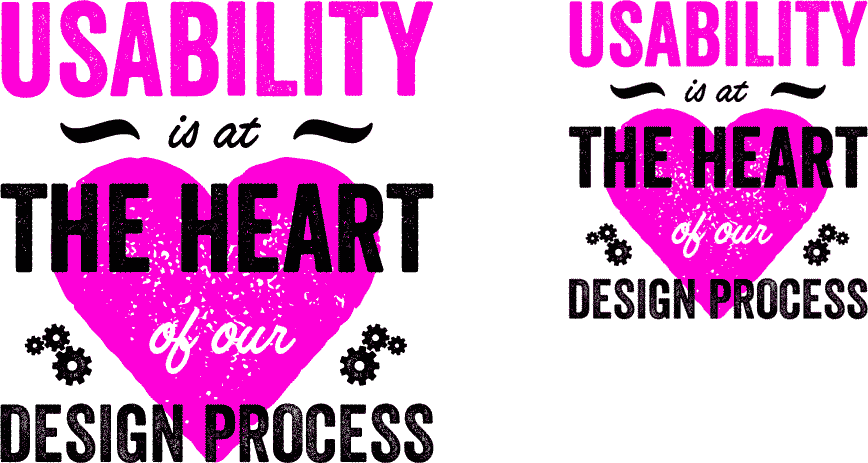 USABILITY
is at
THE HEART
of our
DESIGN PROCESS
USABILITY
is at
THE HEART
of our
DESIGN PROCESS